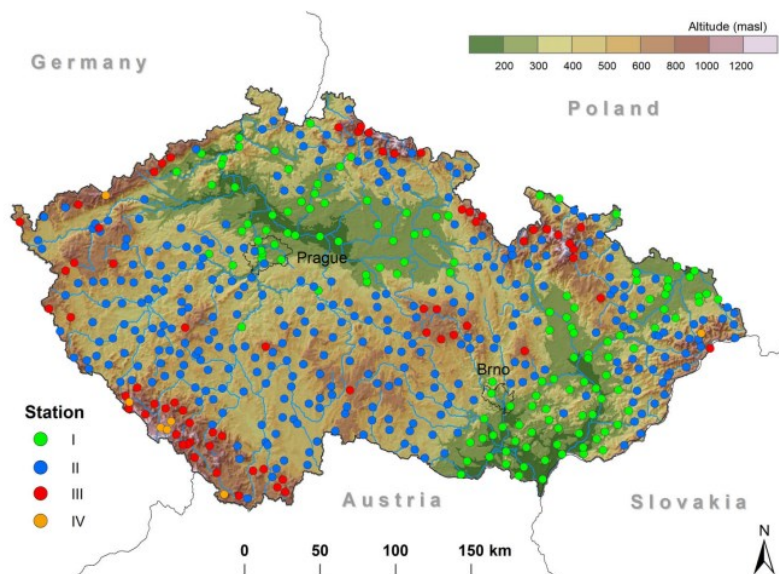 Altitude (masl)
200 300 400 500 600 800 1000 1200
Germany
Poland
Prague
Brno
Station
I
II
III
IV
Austria
Slovakia
0 50 100 150 km
N